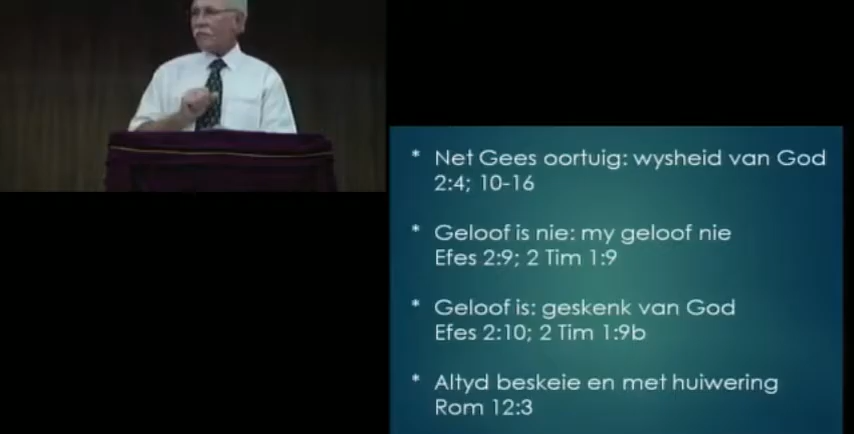 * Net Gees oortuig: wysheid van God
2:4; 10-16
* Geloof is nie: my geloof nie
Efes 2:9; 2 Tim 1:9
* Geloof is: geskenk van God
Efes 2:10; 2 Tim 1:9b
* Altyd beskeie en met huiwering
Rom 12:3